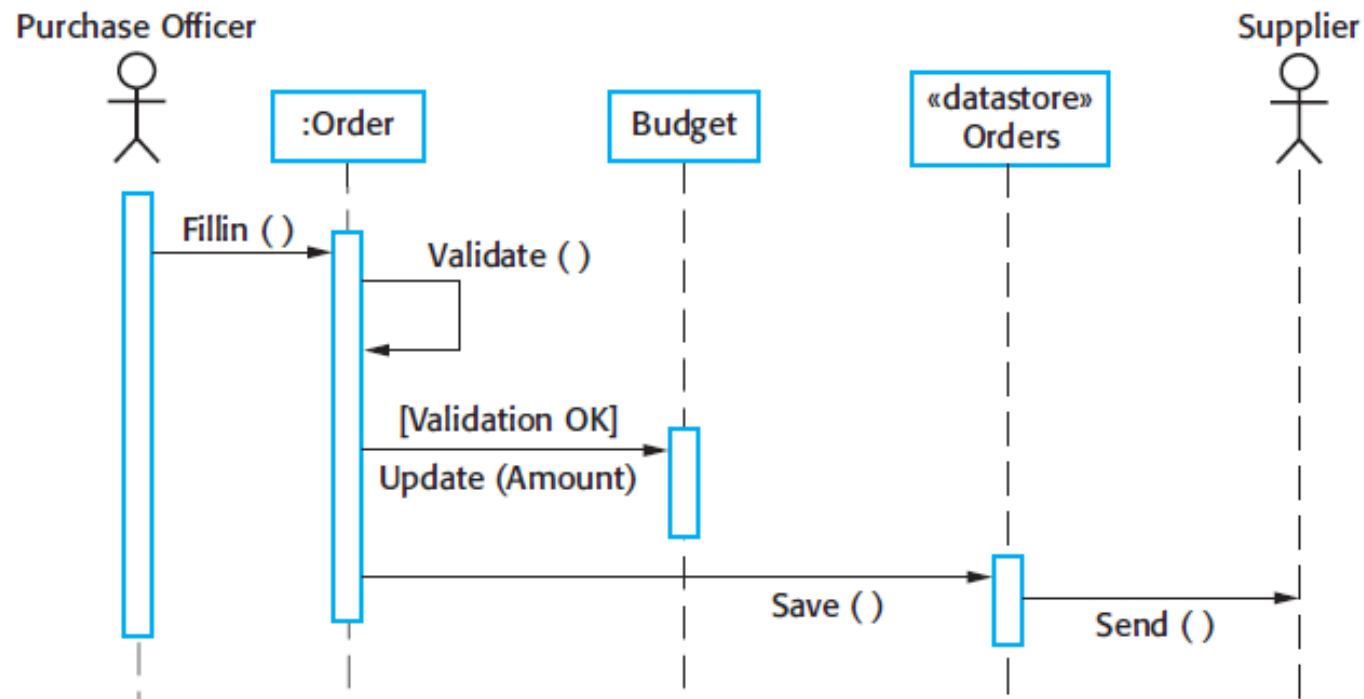 Purchase Officer
Supplier
:Order
Budget
«datastore»
Orders
Fillin ( )
Validate ( )
[Validation OK]
Update (Amount)
Save ( )
Send ( )